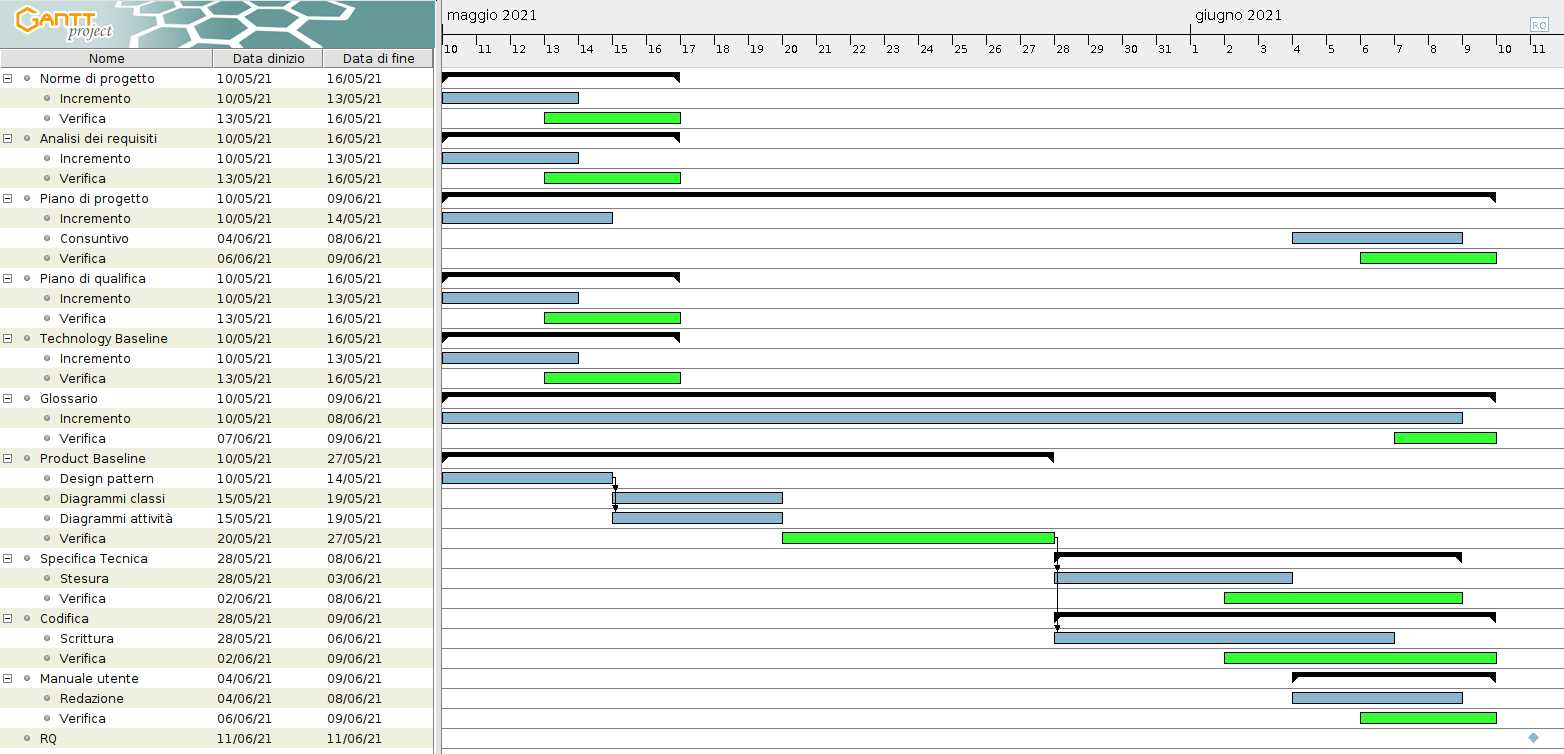 GANTT project
maggio 2021 giugno 2021
RQ
10 11 12 13 14 15 16 17 18 19 20 21 22 23 24 25 26 27 28 29 30 31 1 2 3 4 5 6 7 8 9 10 11
Nome Data dinizio Data di fine
Norme di progetto 10/05/21 16/05/21
Incremento 10/05/21 13/05/21
Verifica 13/05/21 16/05/21
Analisi dei requisiti 10/05/21 16/05/21
Incremento 10/05/21 13/05/21
Verifica 13/05/21 16/05/21
Piano di progetto 10/05/21 09/06/21
Incremento 10/05/21 14/05/21
Consuntivo 04/06/21 08/06/21
Verifica 06/06/21 09/06/21
Piano di qualifica 10/05/21 16/05/21
Incremento 10/05/21 13/05/21
Verifica 13/05/21 16/05/21
Technology Baseline 10/05/21 16/05/21
Incremento 10/05/21 13/05/21
Verifica 13/05/21 16/05/21
Glossario 10/05/21 09/06/21
Incremento 10/05/21 08/06/21
Verifica 07/06/21 09/06/21
Product Baseline 10/05/21 27/05/21
Design pattern 10/05/21 14/05/21
Diagrammi classi 15/05/21 19/05/21
Diagrammi attività 15/05/21 19/05/21
Verifica 20/05/21 27/05/21
Specifica Tecnica 28/05/21 08/06/21
Stesura 28/05/21 03/06/21
Verifica 02/06/21 08/06/21
Codifica 28/05/21 09/06/21
Scrittura 28/05/21 06/06/21
Verifica 02/06/21 09/06/21
Manuale utente 04/06/21 09/06/21
Redazione 04/06/21 08/06/21
Verifica 06/06/21 09/06/21
RQ 11/06/21 11/06/21